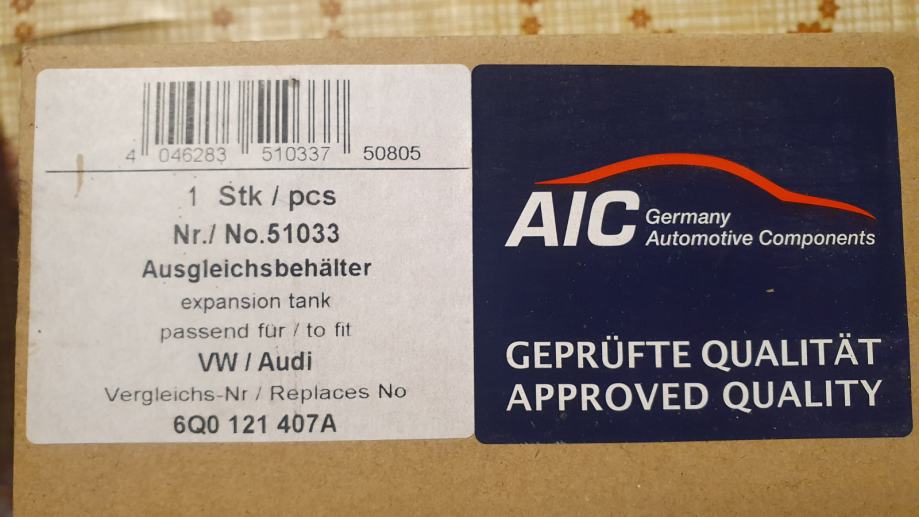 4 046283 510337 50805
1 Stk / pcs
Nr./ No.51033
Ausgleichsbehälter
expansion tank
passend für / to fit
VW / Audi
Vergleichs-Nr / Replaces No
6Q0 121 407A
AIC Germany
Automotive Components
GEPRÜFTE QUALITÄT
APPROVED QUALITY